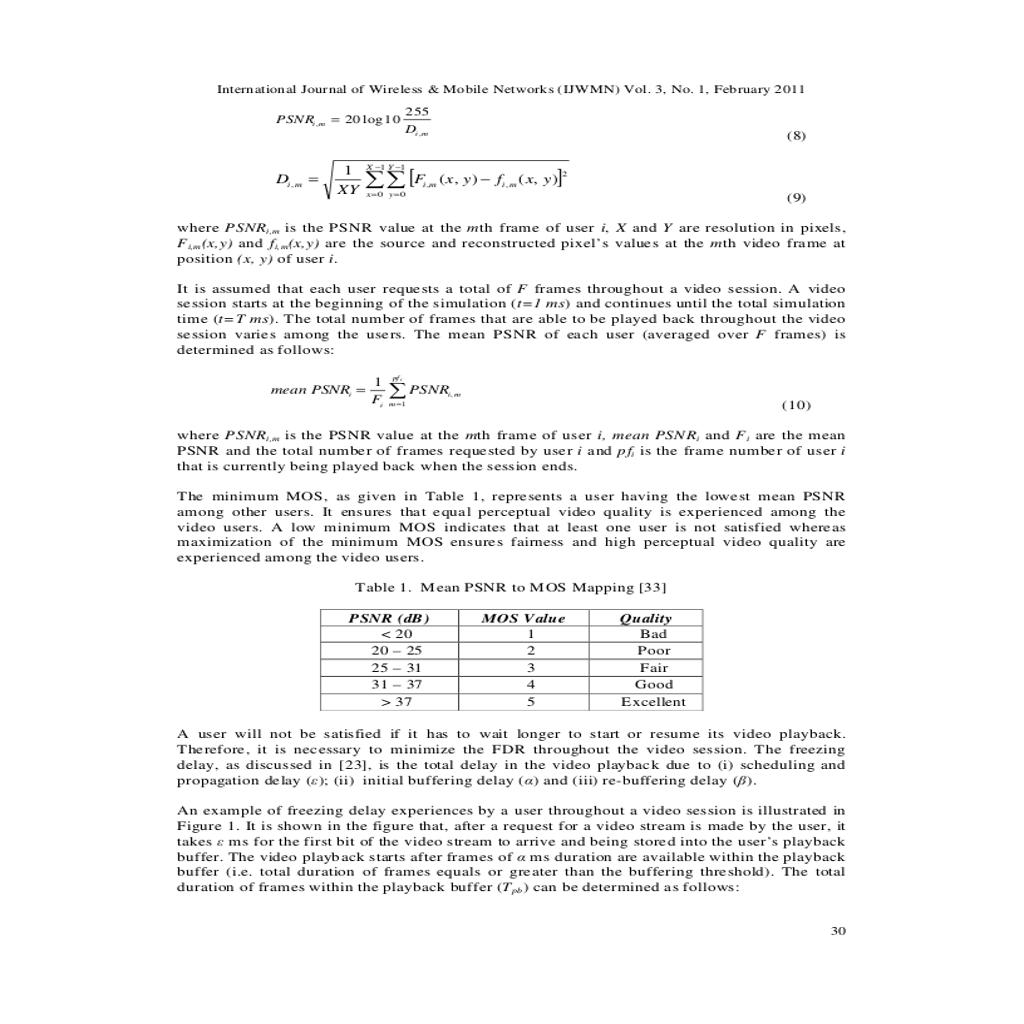 International Journal of Wireless & Mobile Networks (IJWMN) Vol. 3, No. 1, February 2011
PSNR_{i,m} = 20 log 10 255 / D_{i,m}
(8)
D_{i,m} = √( 1 / XY ∑_{x=0}^{X−1} ∑_{y=0}^{Y−1} [F_{i,m}(x, y) − f_{i,m}(x, y)]² )
(9)
where PSNR_{i,m} is the PSNR value at the mth frame of user i, X and Y are resolution in pixels,
F_{i,m}(x,y) and f_{i,m}(x,y) are the source and reconstructed pixel's values at the mth video frame at
position (x, y) of user i.
It is assumed that each user requests a total of F frames throughout a video session. A video
session starts at the beginning of the simulation (t=1 ms) and continues until the total simulation
time (t=T ms). The total number of frames that are able to be played back throughout the video
session varies among the users. The mean PSNR of each user (averaged over F frames) is
determined as follows:
mean PSNR_i = 1 / F_i ∑_{m=1}^{pf_i} PSNR_{i,m}
(10)
where PSNR_{i,m} is the PSNR value at the mth frame of user i, mean PSNR_i and F_i are the mean
PSNR and the total number of frames requested by user i and pf_i is the frame number of user i
that is currently being played back when the session ends.
The minimum MOS, as given in Table 1, represents a user having the lowest mean PSNR
among other users. It ensures that equal perceptual video quality is experienced among the
video users. A low minimum MOS indicates that at least one user is not satisfied whereas
maximization of the minimum MOS ensures fairness and high perceptual video quality are
experienced among the video users.
Table 1. Mean PSNR to MOS Mapping [33]
PSNR (dB) MOS Value Quality
< 20 1 Bad
20 – 25 2 Poor
25 – 31 3 Fair
31 – 37 4 Good
> 37 5 Excellent
A user will not be satisfied if it has to wait longer to start or resume its video playback.
Therefore, it is necessary to minimize the FDR throughout the video session. The freezing
delay, as discussed in [23], is the total delay in the video playback due to (i) scheduling and
propagation delay (ε); (ii) initial buffering delay (α) and (iii) re-buffering delay (β).
An example of freezing delay experiences by a user throughout a video session is illustrated in
Figure 1. It is shown in the figure that, after a request for a video stream is made by the user, it
takes ε ms for the first bit of the video stream to arrive and being stored into the user's playback
buffer. The video playback starts after frames of α ms duration are available within the playback
buffer (i.e. total duration of frames equals or greater than the buffering threshold). The total
duration of frames within the playback buffer (T_{pb}) can be determined as follows:
30